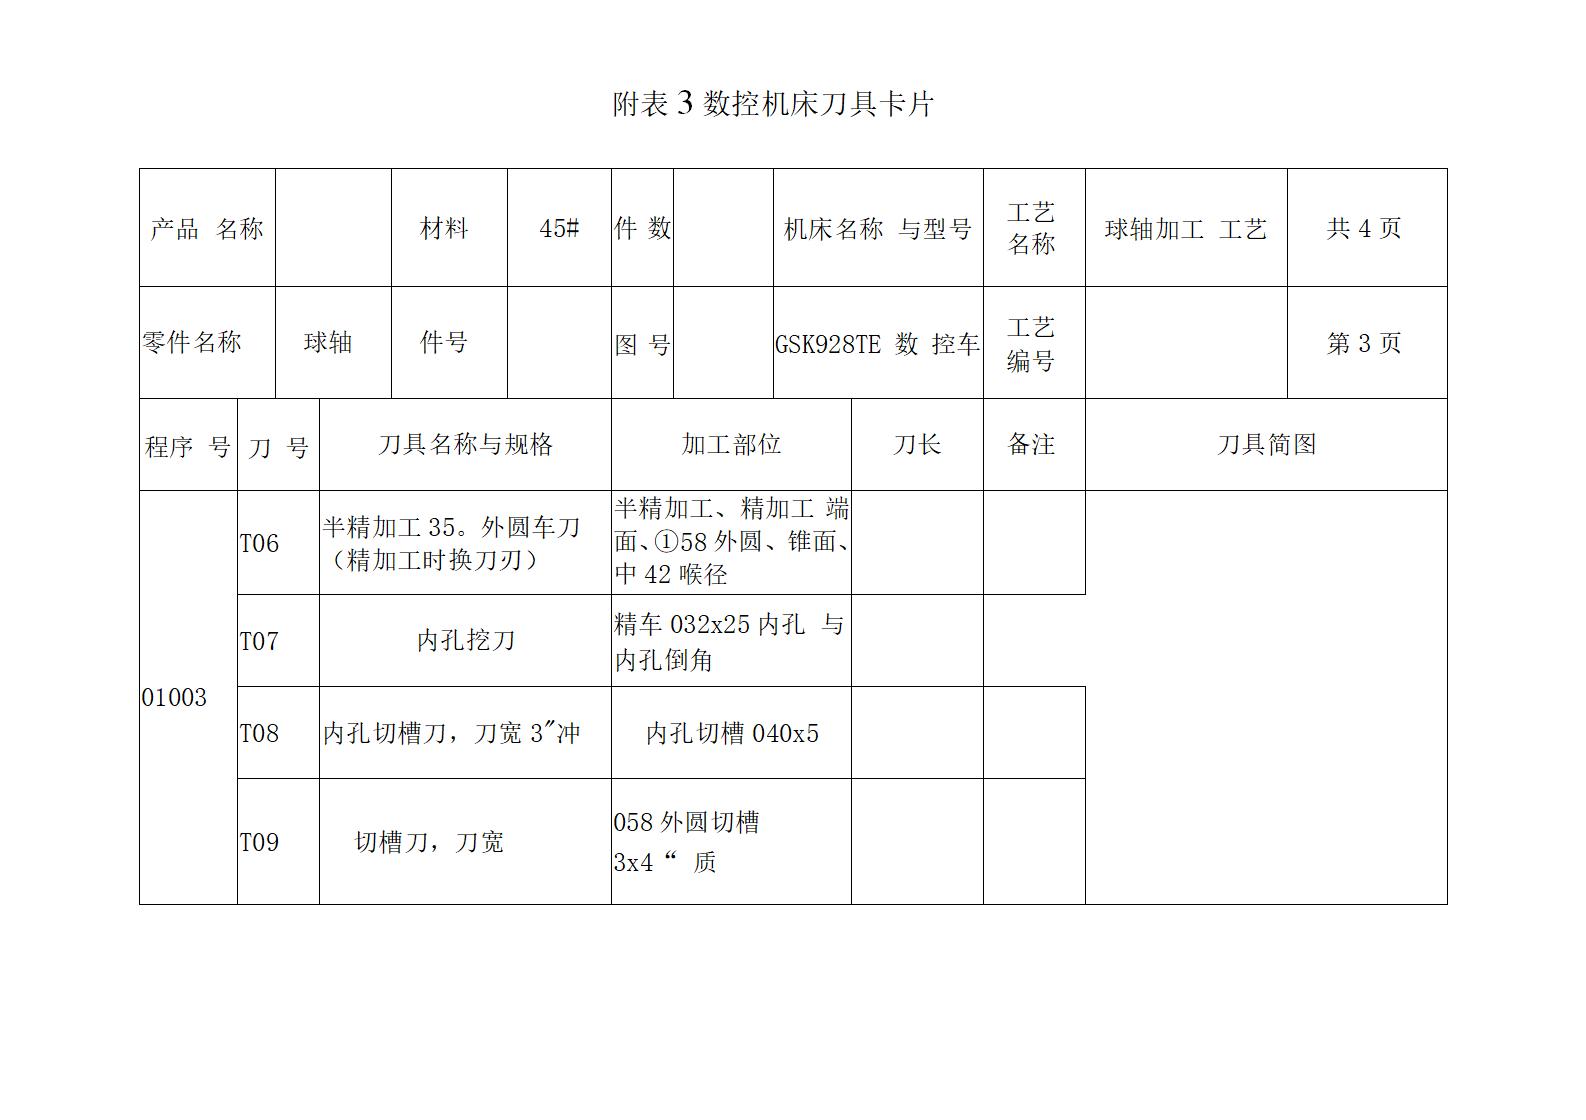 附表 3 数控机床刀具卡片
产品 名称 材料 45# 件 数 机床名称 与型号 工艺 名称 球轴加工 工艺 共 4 页
零件名称 球轴 件号 图 号 GSK928TE 数 控车 工艺 编号 第 3 页
程序 号 刀 号 刀具名称与规格 加工部位 刀长 备注 刀具简图
01003
T06
半精加工 35。外圆车刀
（精加工时换刀刃）
半精加工、精加工 端
面、①58 外圆、锥面、
中 42 喉径
T07
内孔挖刀
精车 032x25 内孔 与
内孔倒角
T08
内孔切槽刀，刀宽 3″冲
内孔切槽 040x5
T09
切槽刀，刀宽
058 外圆切槽
3x4 “ 质